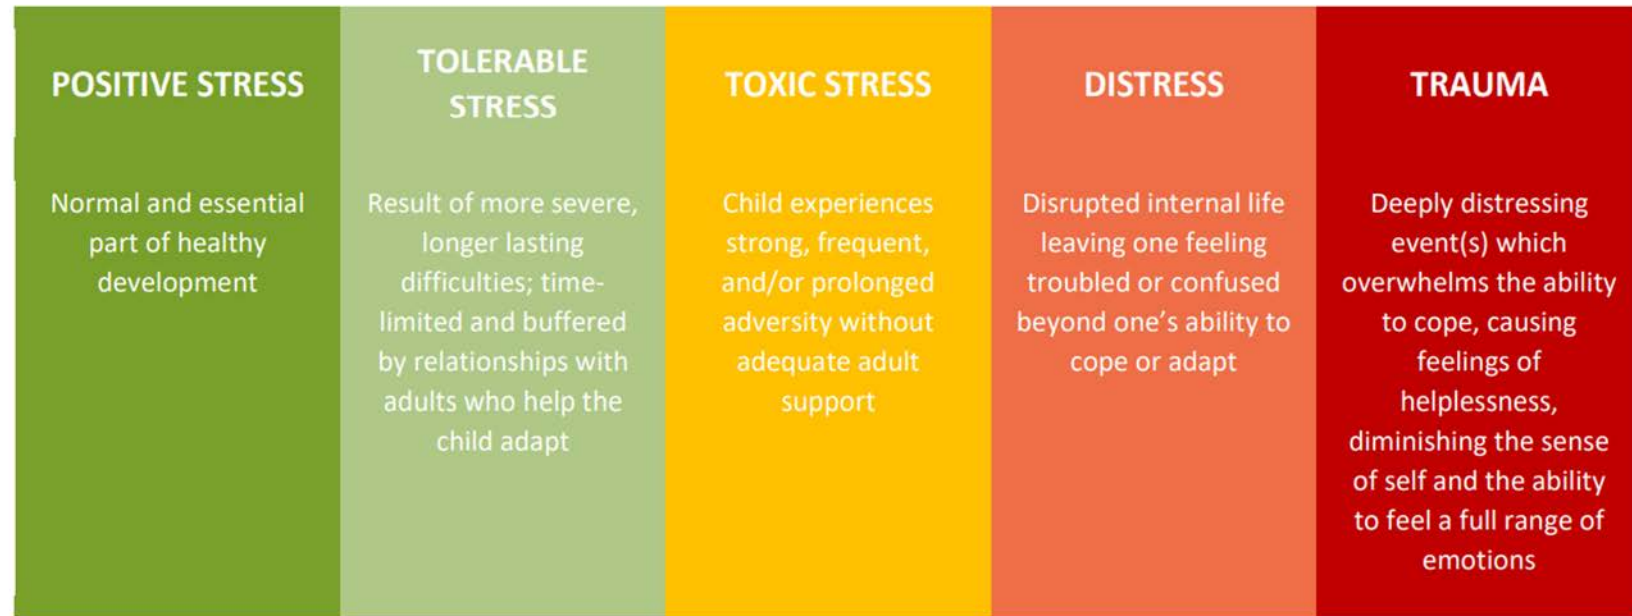 POSITIVE STRESS
Normal and essential
part of healthy
development
TOLERABLE
STRESS
Result of more severe,
longer lasting
difficulties; time-
limited and buffered
by relationships with
adults who help the
child adapt
TOXIC STRESS
Child experiences
strong, frequent,
and/or prolonged
adversity without
adequate adult
support
DISTRESS
Disrupted internal life
leaving one feeling
troubled or confused
beyond one’s ability to
cope or adapt
TRAUMA
Deeply distressing
event(s) which
overwhelms the ability
to cope, causing
feelings of
helplessness,
diminishing the sense
of self and the ability
to feel a full range of
emotions